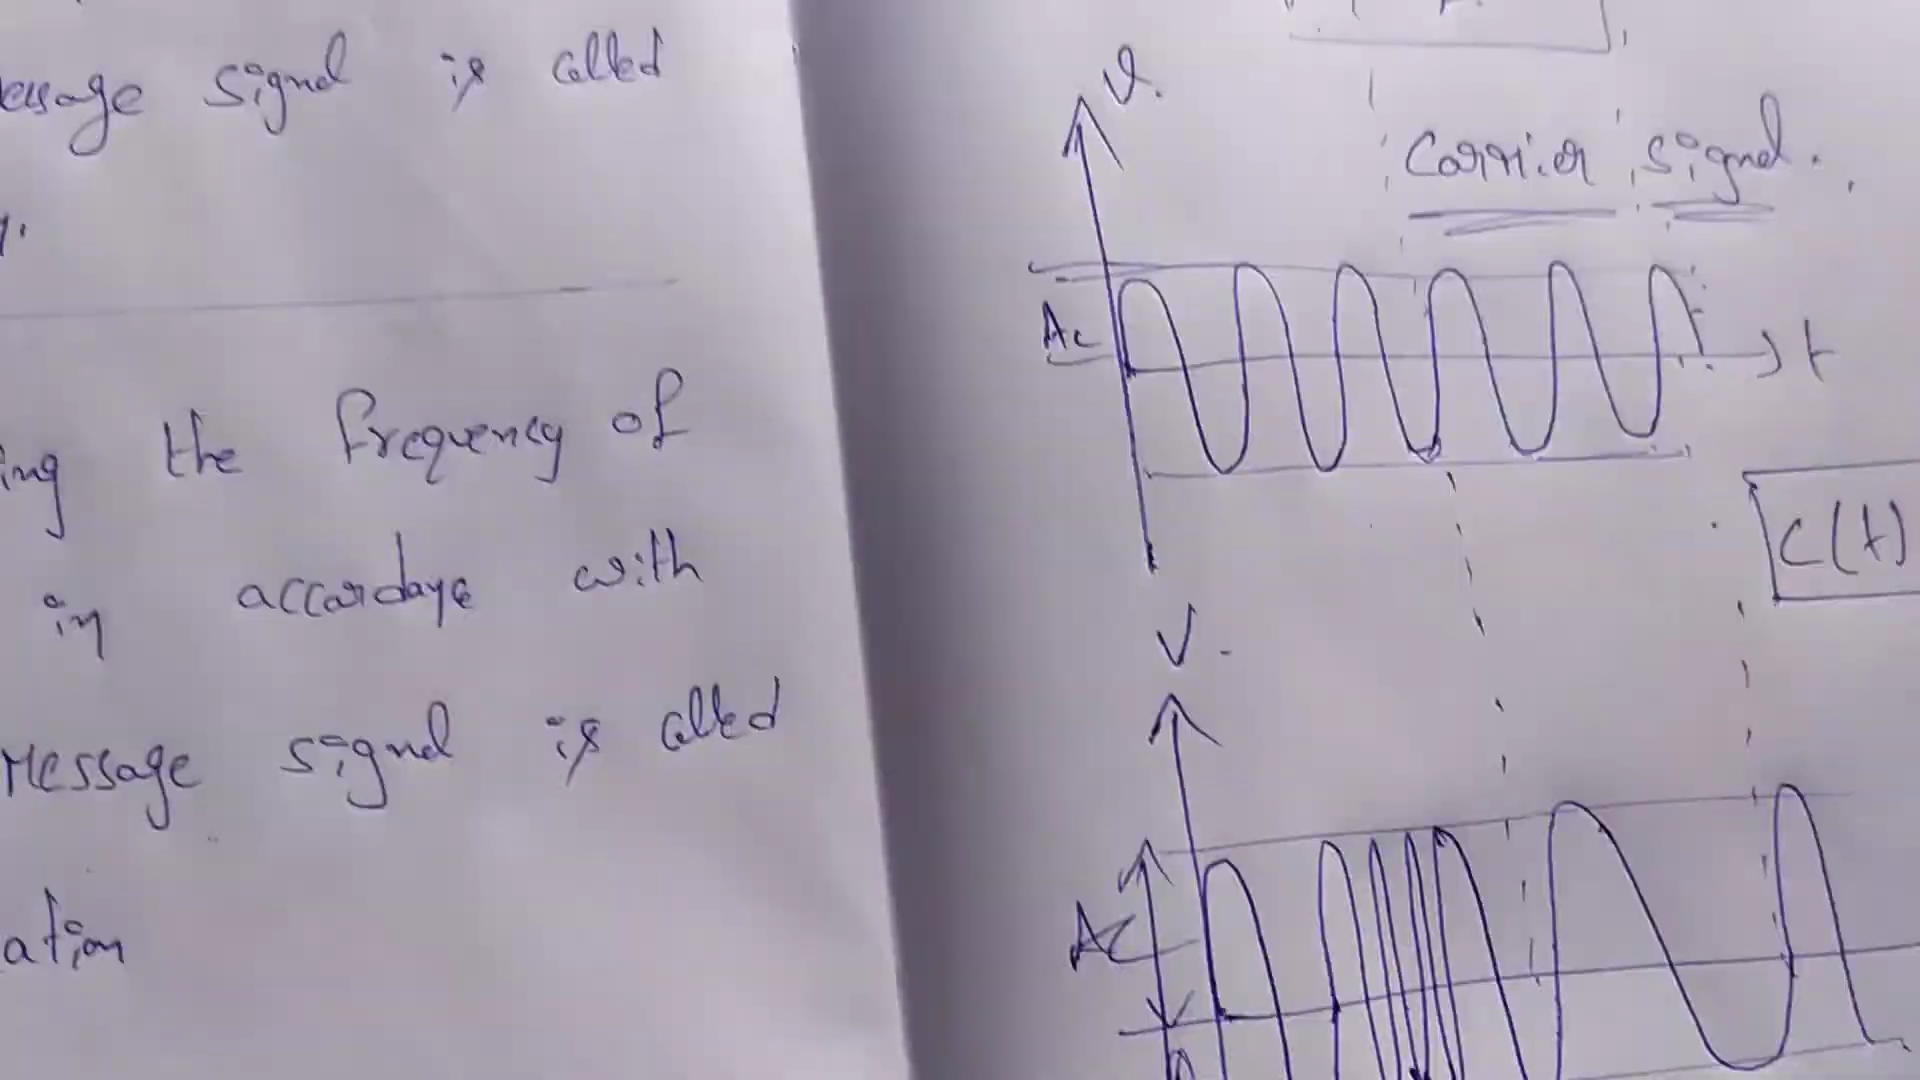 essage signal is called
y.
ing the frequency of
in accordayce with
Message signal is called
ation
V.
Carrier signal.
Ac
t
C(t)
V.
Ac